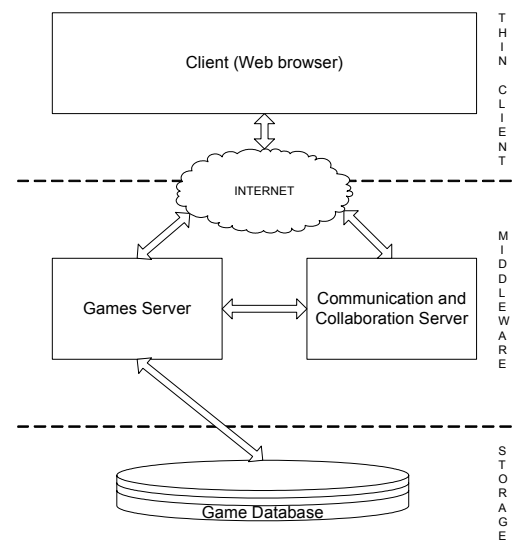 Client (Web browser)
THIN CLIENT
INTERNET
Games Server
Communication and
Collaboration Server
MIDDLEWARE
Game Database
STORAGE